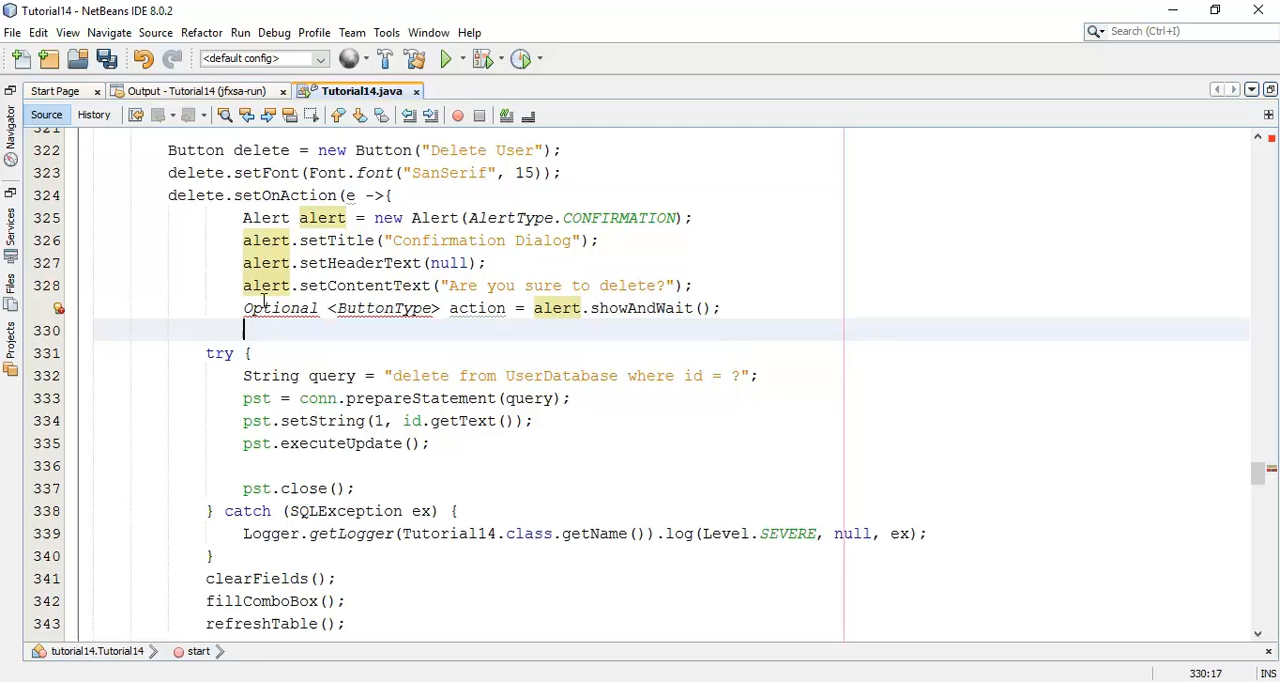 Tutorial14 - NetBeans IDE 8.0.2
File Edit View Navigate Source Refactor Run Debug Profile Team Tools Window Help
Search (Ctrl+I)
<default config>
Start Page Output - Tutorial14 (jfxsa-run) Tutorial14.java
Source History
Navigator
Services
Files
Projects
321
322 Button delete = new Button("Delete User");
323 delete.setFont(Font.font("SanSerif", 15));
324 delete.setOnAction(e ->{
325 Alert alert = new Alert(AlertType.CONFIRMATION);
326 alert.setTitle("Confirmation Dialog");
327 alert.setHeaderText(null);
328 alert.setContentText("Are you sure to delete?");
Optional <ButtonType> action = alert.showAndWait();
330
331 try {
332 String query = "delete from UserDatabase where id = ?";
333 pst = conn.prepareStatement(query);
334 pst.setString(1, id.getText());
335 pst.executeUpdate();
336
337 pst.close();
338 } catch (SQLException ex) {
339 Logger.getLogger(Tutorial14.class.getName()).log(Level.SEVERE, null, ex);
340 }
341 clearFields();
342 fillComboBox();
343 refreshTable();
tutorial14.Tutorial14 start
330:17 INS